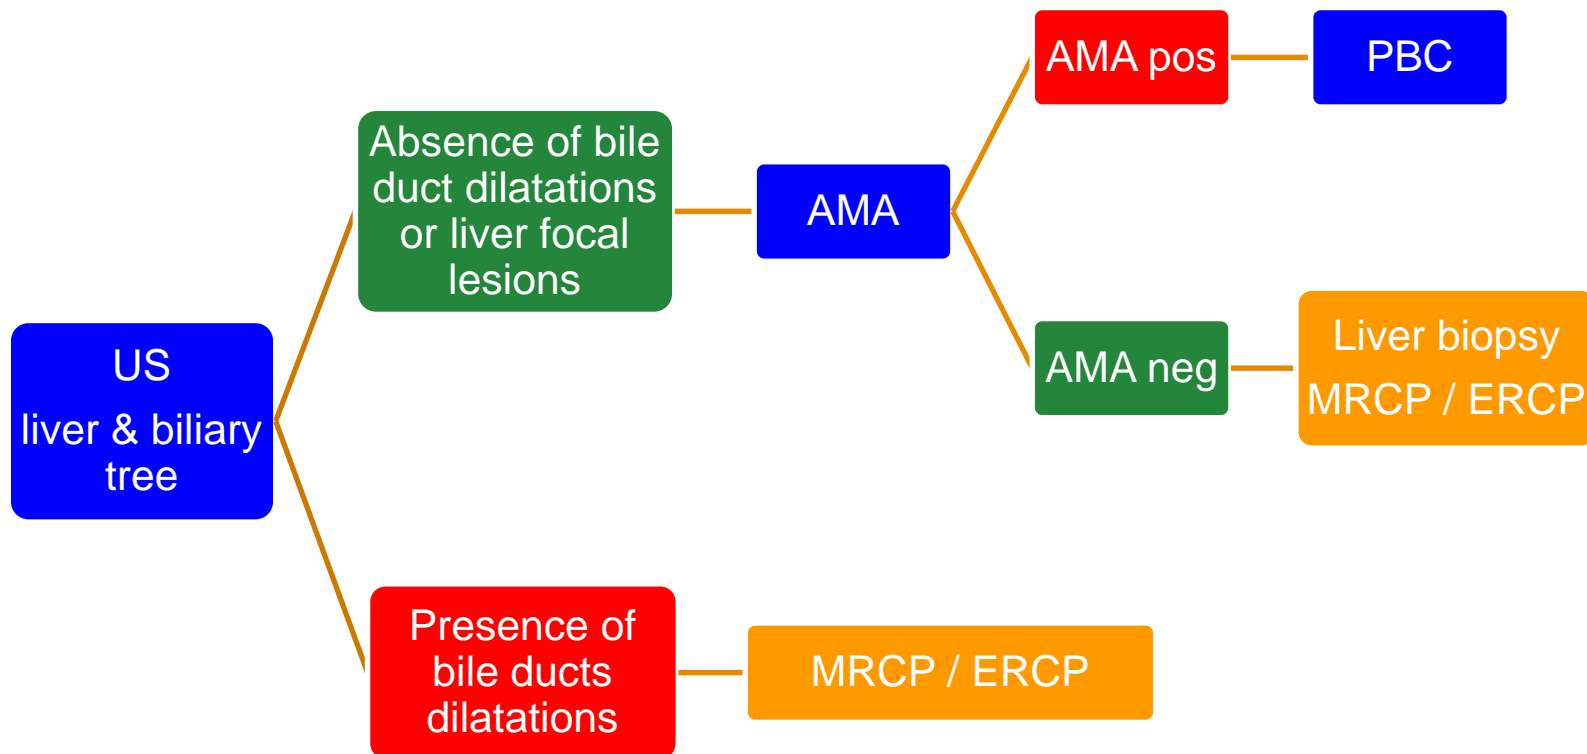 US
liver & biliary
tree
Absence of bile
duct dilatations
or liver focal
lesions
AMA
AMA pos
PBC
AMA neg
Liver biopsy
MRCP / ERCP
Presence of
bile ducts
dilatations
MRCP / ERCP